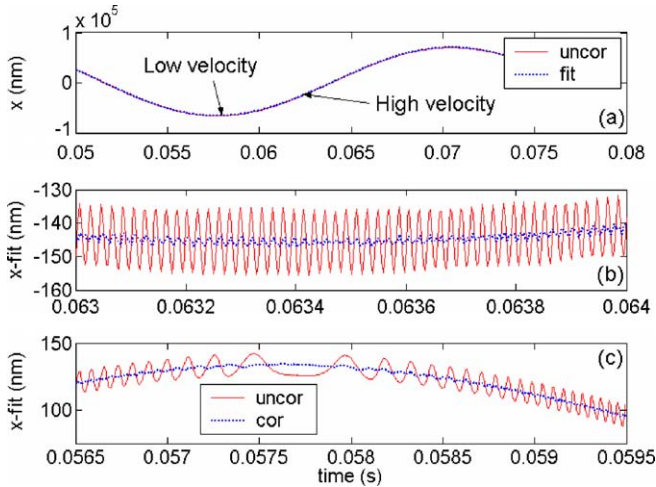 x 10^5
1
0
-1
x (nm)
Low velocity
High velocity
uncor
fit
(a)
0.05 0.055 0.06 0.065 0.07 0.075 0.08
-130
-140
-150
-160
x-fit (nm)
(b)
0.063 0.0632 0.0634 0.0636 0.0638 0.064
150
100
x-fit (nm)
(c)
uncor
cor
0.0565 0.057 0.0575 0.058 0.0585 0.059 0.0595
time (s)